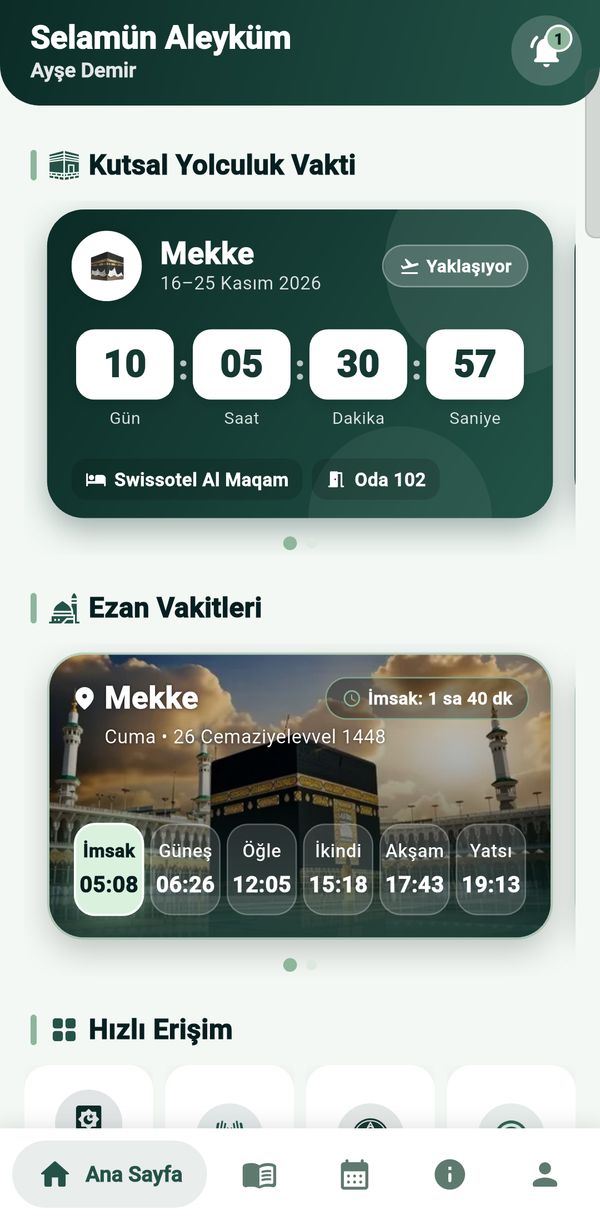 Selamün Aleyküm
Ayşe Demir
1
Kutsal Yolculuk Vakti
Mekke
16–25 Kasım 2026
Yaklaşıyor
10 : 05 : 30 : 57
Gün Saat Dakika Saniye
Swissotel Al Maqam Oda 102
Ezan Vakitleri
Mekke
İmsak: 1 sa 40 dk
Cuma • 26 Cemaziyelevvel 1448
İmsak Güneş Öğle İkindi Akşam Yatsı
05:08 06:26 12:05 15:18 17:43 19:13
Hızlı Erişim
Ana Sayfa